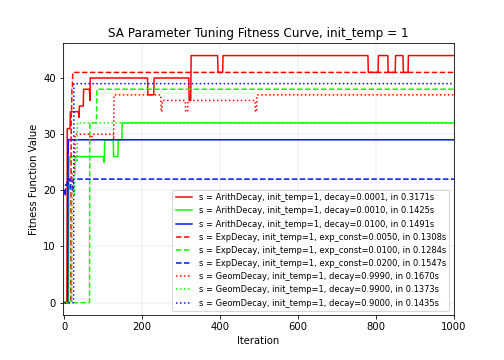 SA Parameter Tuning Fitness Curve, init_temp = 1
Fitness Function Value
40
30
20
10
0
s = ArithDecay, init_temp=1, decay=0.0001, in 0.3171s
s = ArithDecay, init_temp=1, decay=0.0010, in 0.1425s
s = ArithDecay, init_temp=1, decay=0.0100, in 0.1491s
s = ExpDecay, init_temp=1, exp_const=0.0050, in 0.1308s
s = ExpDecay, init_temp=1, exp_const=0.0100, in 0.1284s
s = ExpDecay, init_temp=1, exp_const=0.0200, in 0.1547s
s = GeomDecay, init_temp=1, decay=0.9990, in 0.1670s
s = GeomDecay, init_temp=1, decay=0.9900, in 0.1373s
s = GeomDecay, init_temp=1, decay=0.9000, in 0.1435s
0 200 400 600 800 1000
Iteration